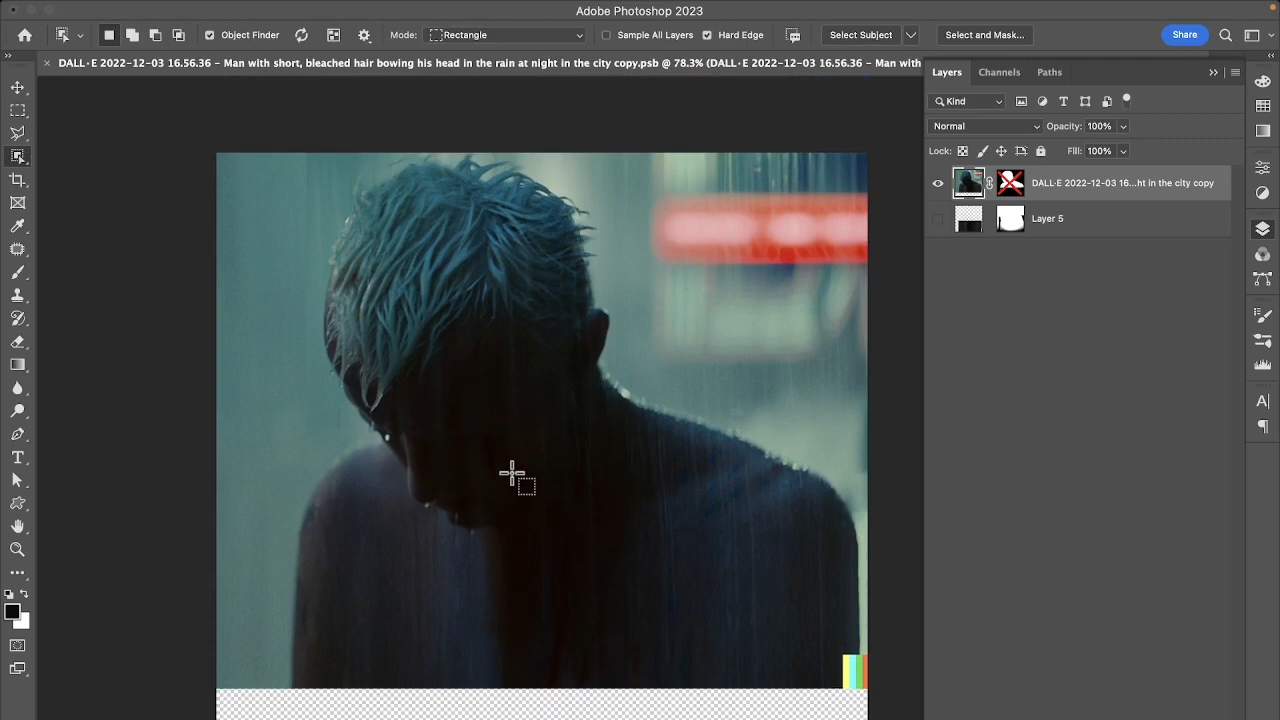 Adobe Photoshop 2023
Object Finder
Mode:
Rectangle
Sample All Layers
Hard Edge
Select Subject
Select and Mask...
Share
DALL·E 2022-12-03 16.56.36 - Man with short, bleached hair bowing his head in the rain at night in the city copy.psb @ 78.3% (DALL·E 2022-12-03 16.56.36 - Man with
Layers
Channels
Paths
Kind
Normal
Opacity:
100%
Lock:
Fill:
100%
DALL·E 2022-12-03 16...ht in the city copy
Layer 5